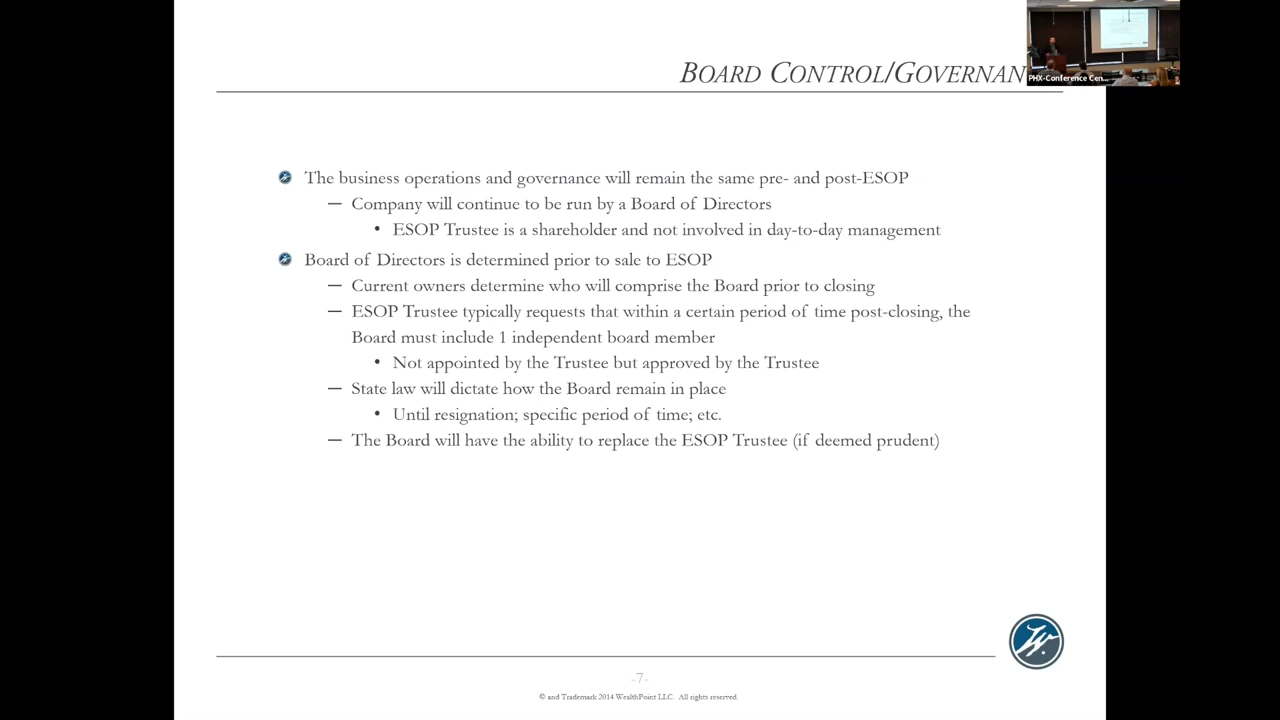 BOARD CONTROL/GOVERNAN
PHX-Conference Cen...
The business operations and governance will remain the same pre- and post-ESOP
— Company will continue to be run by a Board of Directors
• ESOP Trustee is a shareholder and not involved in day-to-day management
Board of Directors is determined prior to sale to ESOP
— Current owners determine who will comprise the Board prior to closing
— ESOP Trustee typically requests that within a certain period of time post-closing, the
Board must include 1 independent board member
• Not appointed by the Trustee but approved by the Trustee
— State law will dictate how the Board remain in place
• Until resignation; specific period of time; etc.
— The Board will have the ability to replace the ESOP Trustee (if deemed prudent)
-7-
© and Trademark 2014 WealthPoint LLC. All rights reserved.